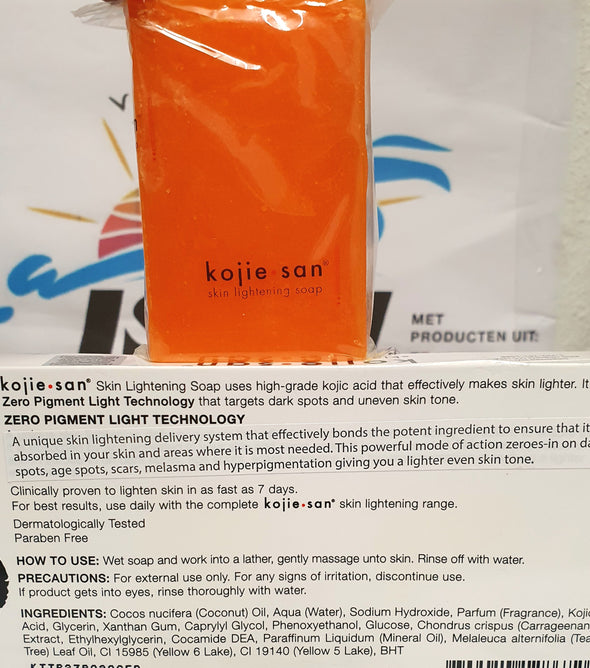 kojie•san®
skin lightening soap
MET
PRODUCTEN UIT:
kojie•san® Skin Lightening Soap uses high-grade kojic acid that effectively makes skin lighter. It
Zero Pigment Light Technology that targets dark spots and uneven skin tone.
ZERO PIGMENT LIGHT TECHNOLOGY
A unique skin lightening delivery system that effectively bonds the potent ingredient to ensure that it
absorbed in your skin and areas where it is most needed. This powerful mode of action zeroes-in on
spots, age spots, scars, melasma and hyperpigmentation giving you a lighter even skin tone.
Clinically proven to lighten skin in as fast as 7 days.
For best results, use daily with the complete kojie•san® skin lightening range.
Dermatologically Tested
Paraben Free
HOW TO USE: Wet soap and work into a lather, gently massage unto skin. Rinse off with water.
PRECAUTIONS: For external use only. For any signs of irritation, discontinue use.
If product gets into eyes, rinse thoroughly with water.
INGREDIENTS: Cocos nucifera (Coconut) Oil, Aqua (Water), Sodium Hydroxide, Parfum (Fragrance), Kojic
Acid, Glycerin, Xanthan Gum, Caprylyl Glycol, Phenoxyethanol, Glucose, Chondrus crispus (Carrageenan
Extract, Ethylhexylglycerin, Cocamide DEA, Paraffinum Liquidum (Mineral Oil), Melaleuca alternifolia (Tea
Tree) Leaf Oil, CI 15985 (Yellow 6 Lake), CI 19140 (Yellow 5 Lake), BHT